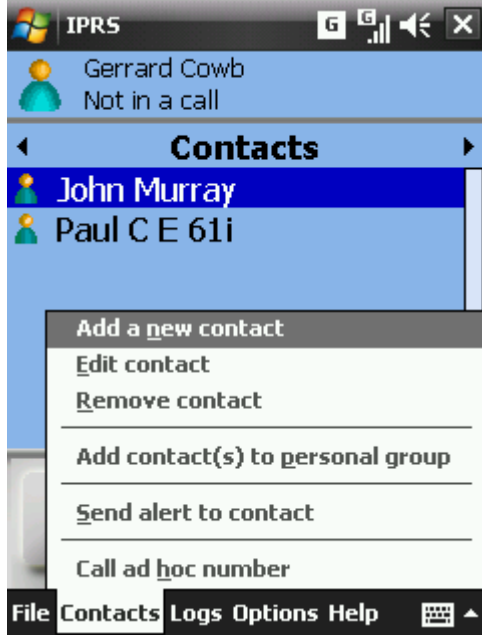 IPRS
G G
Gerrard Cowb
Not in a call
Contacts
John Murray
Paul C E 61i
Add a new contact
Edit contact
Remove contact
Add contact(s) to personal group
Send alert to contact
Call ad hoc number
File Contacts Logs Options Help